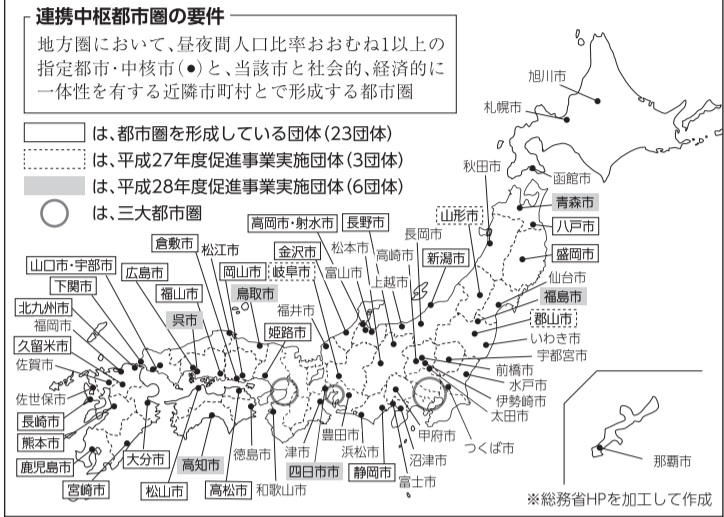 連携中枢都市圏の要件
地方圏において、昼夜間人口比率おおむね1以上の
指定都市・中核市(●)と、当該市と社会的、経済的に
一体性を有する近隣市町村とで形成する都市圏
は、都市圏を形成している団体(23団体)
は、平成27年度促進事業実施団体(3団体)
は、平成28年度促進事業実施団体(6団体)
は、三大都市圏
旭川市
札幌市
函館市
秋田市
青森市
八戸市
盛岡市
仙台市
福島市
郡山市
いわき市
宇都宮市
前橋市
水戸市
伊勢崎市
太田市
つくば市
山形市
長岡市
新潟市
高岡市・射水市
長野市
金沢市
松本市
高崎市
富山市
上越市
倉敷市
松江市
岡山市
岐阜市
山口市・宇部市
広島市
下関市
福山市
鳥取市
福井市
北九州市
呉市
姫路市
福岡市
久留米市
佐賀市
佐世保市
長崎市
熊本市
鹿児島市
宮崎市
大分市
松山市
高知市
高松市
徳島市
和歌山市
津市
四日市市
豊田市
浜松市
静岡市
甲府市
沼津市
富士市
那覇市
※総務省HPを加工して作成